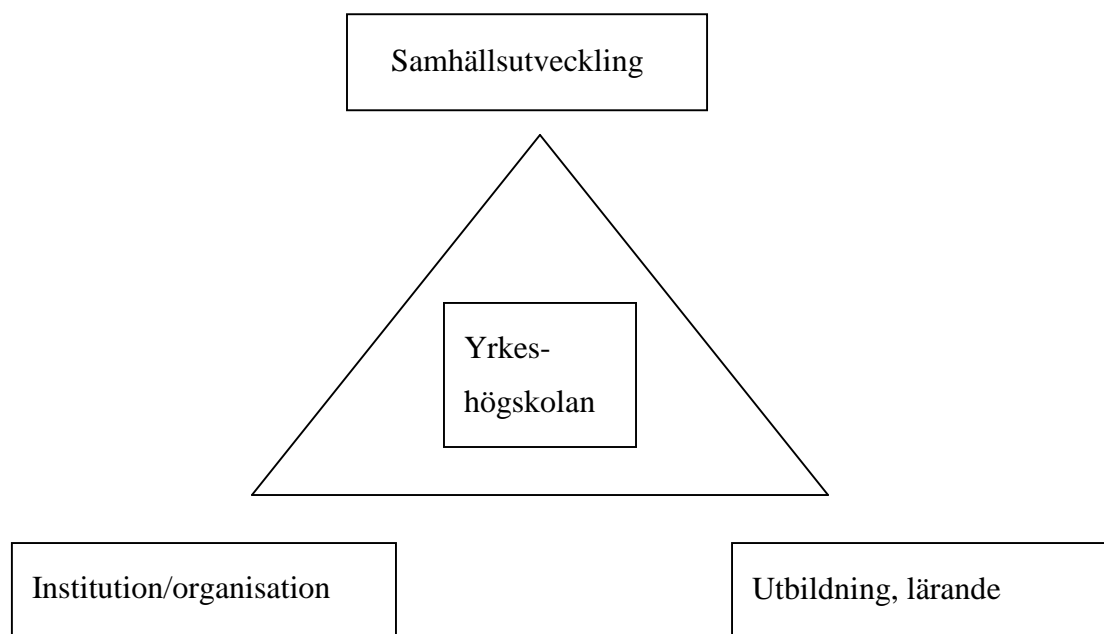 Samhällsutveckling
Yrkes-
högskolan
Institution/organisation
Utbildning, lärande